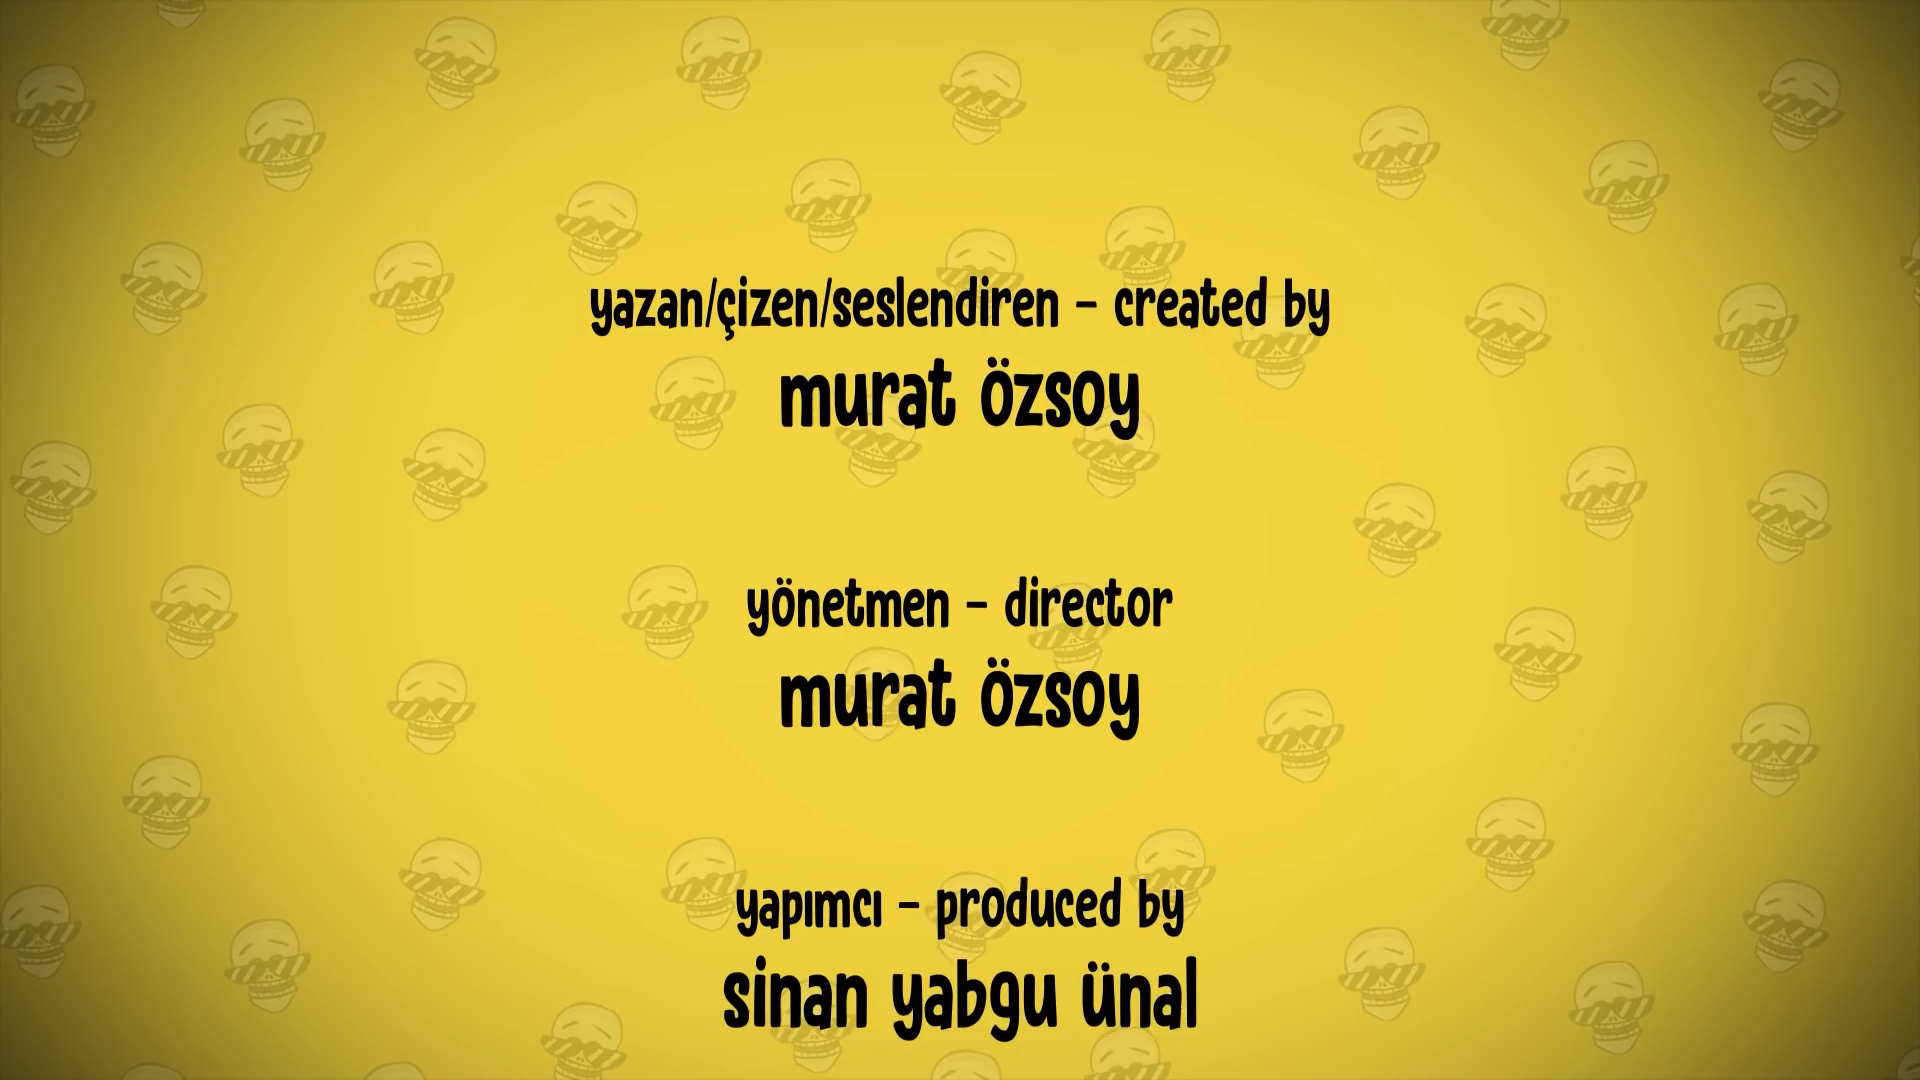 yazan/çizen/seslendiren - created by
murat özsoy
yönetmen - director
murat özsoy
yapımcı - produced by
sinan yabgu ünal